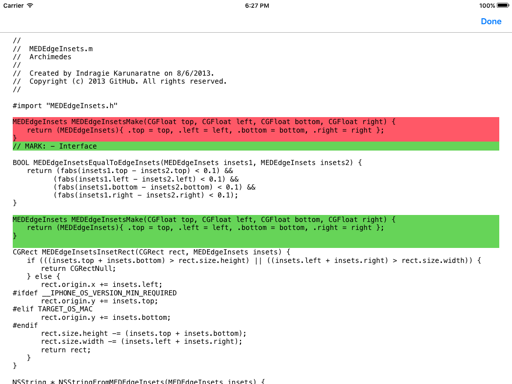 Carrier 6:27 PM 100%
Done
//
//  MEDEdgeInsets.m
//  Archimedes
//
//  Created by Indragie Karunaratne on 8/6/2013.
//  Copyright (c) 2013 GitHub. All rights reserved.
//
#import "MEDEdgeInsets.h"
MEDEdgeInsets MEDEdgeInsetsMake(CGFloat top, CGFloat left, CGFloat bottom, CGFloat right) {
    return (MEDEdgeInsets){ .top = top, .left = left, .bottom = bottom, .right = right };
}
// MARK: - Interface
BOOL MEDEdgeInsetsEqualToEdgeInsets(MEDEdgeInsets insets1, MEDEdgeInsets insets2) {
    return (fabs(insets1.top - insets2.top) < 0.1) &&
           (fabs(insets1.left - insets2.left) < 0.1) &&
           (fabs(insets1.bottom - insets2.bottom) < 0.1) &&
           (fabs(insets1.right - insets2.right) < 0.1);
}
MEDEdgeInsets MEDEdgeInsetsMake(CGFloat top, CGFloat left, CGFloat bottom, CGFloat right) {
    return (MEDEdgeInsets){ .top = top, .left = left, .bottom = bottom, .right = right };
}
CGRect MEDEdgeInsetsInsetRect(CGRect rect, MEDEdgeInsets insets) {
    if (((insets.top + insets.bottom) > rect.size.height) || ((insets.left + insets.right) > rect.size.width)) {
        return CGRectNull;
    } else {
        rect.origin.x += insets.left;
#ifdef __IPHONE_OS_VERSION_MIN_REQUIRED
        rect.origin.y += insets.top;
#elif TARGET_OS_MAC
        rect.origin.y += insets.bottom;
#endif
        rect.size.height -= (insets.top + insets.bottom);
        rect.size.width -= (insets.left + insets.right);
        return rect;
    }
}
NSString * NSStringFromMEDEdgeInsets(MEDEdgeInsets insets) {